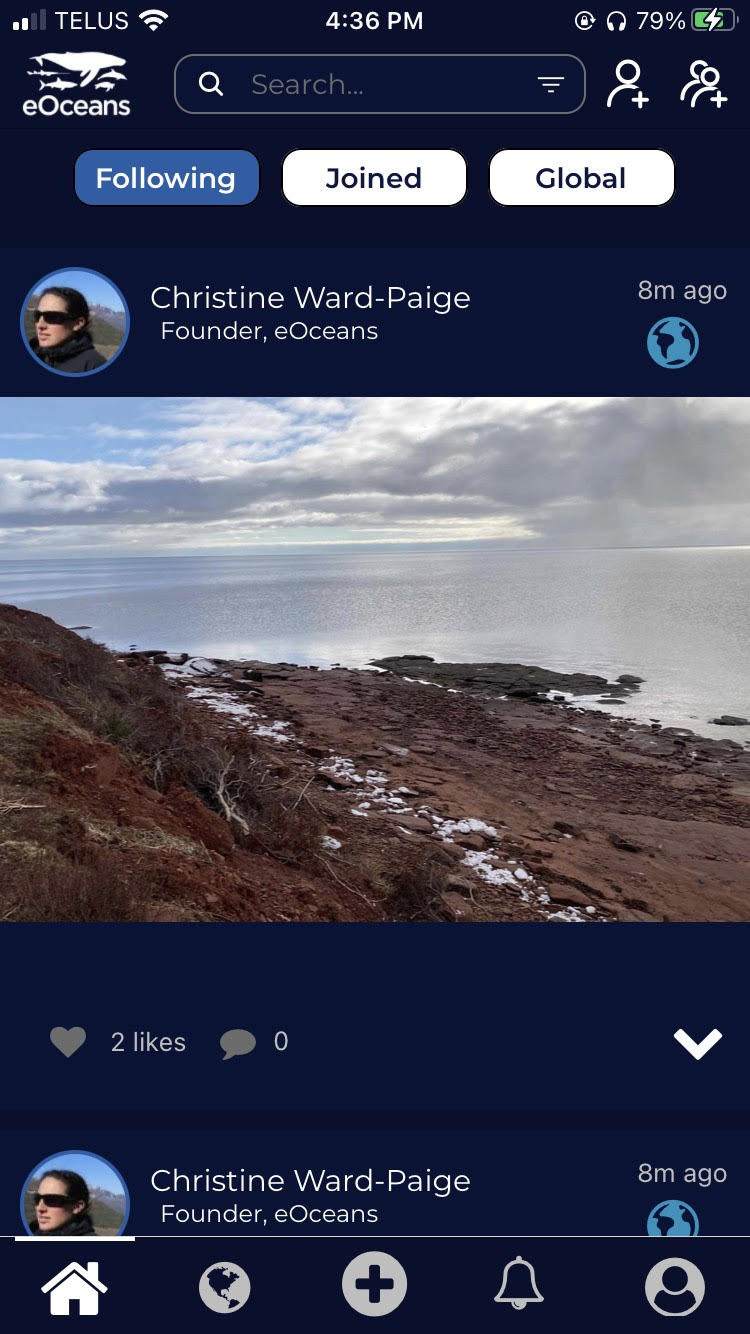 TELUS 4:36 PM 79%
eOceans
Search...
Following Joined Global
Christine Ward-Paige 8m ago
Founder, eOceans
2 likes 0
Christine Ward-Paige 8m ago
Founder, eOceans